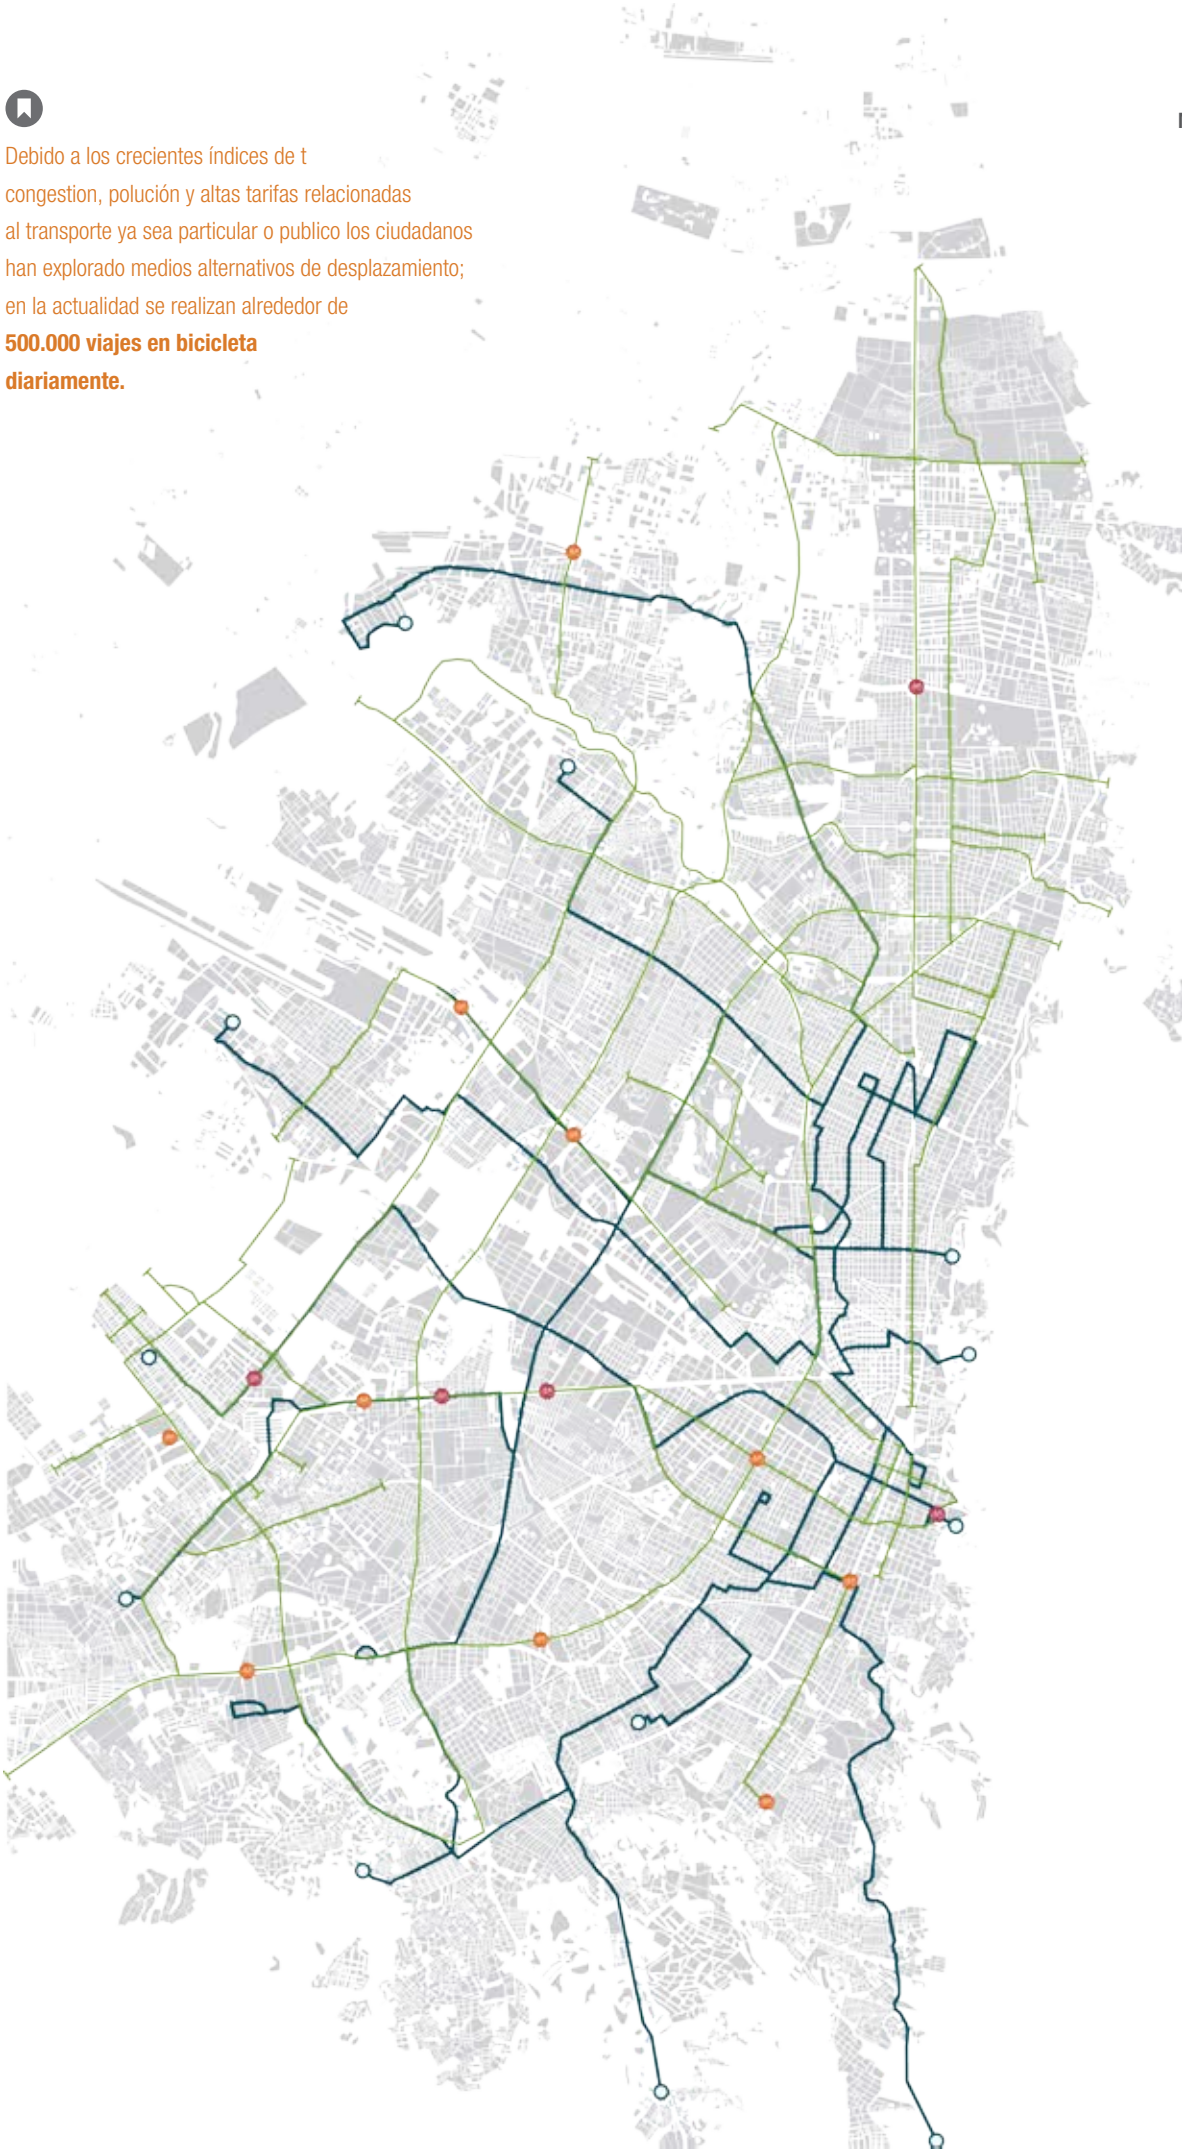 Debido a los crecientes índices de t
congestion, polución y altas tarifas relacionadas
al transporte ya sea particular o publico los ciudadanos
han explorado medios alternativos de desplazamiento;
en la actualidad se realizan alrededor de
500.000 viajes en bicicleta
diariamente.